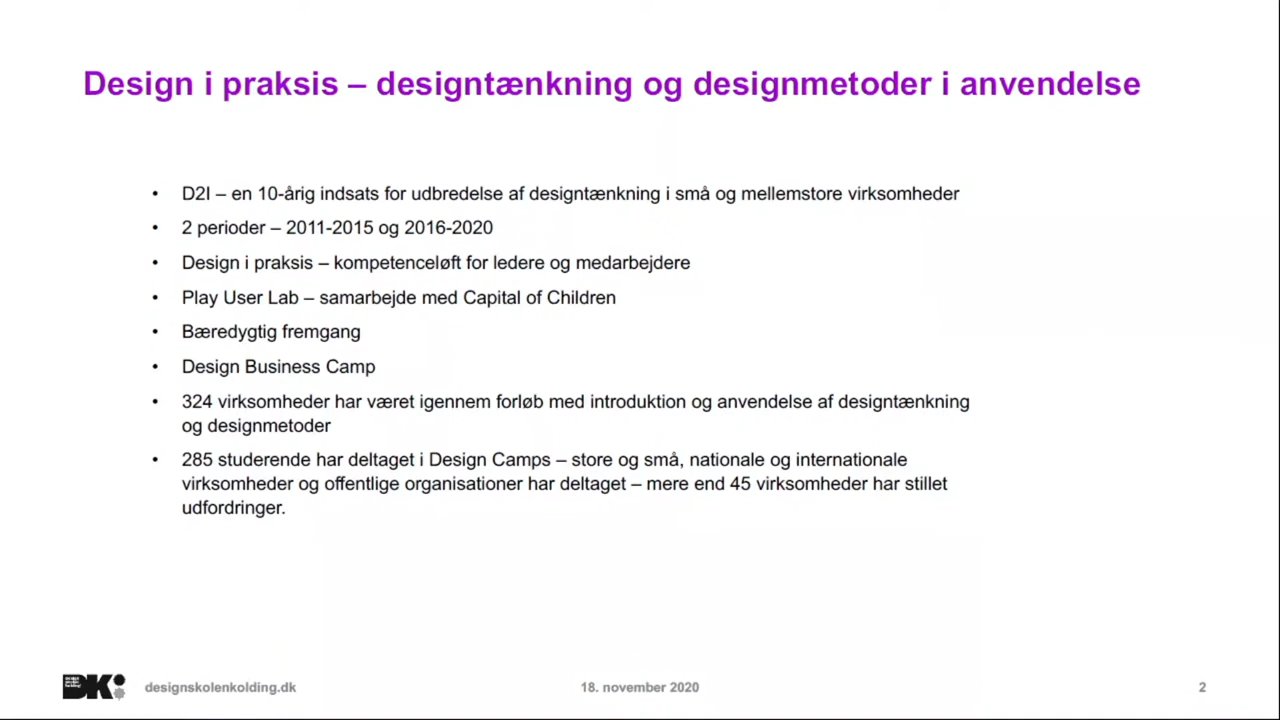 Design i praksis – designtænkning og designmetoder i anvendelse
• D2I – en 10-årig indsats for udbredelse af designtænkning i små og mellemstore virksomheder
• 2 perioder – 2011-2015 og 2016-2020
• Design i praksis – kompetenceløft for ledere og medarbejdere
• Play User Lab – samarbejde med Capital of Children
• Bæredygtig fremgang
• Design Business Camp
• 324 virksomheder har været igennem forløb med introduktion og anvendelse af designtænkning
og designmetoder
• 285 studerende har deltaget i Design Camps – store og små, nationale og internationale
virksomheder og offentlige organisationer har deltaget – mere end 45 virksomheder har stillet
udfordringer.
DK
designskolenkolding.dk
18. november 2020
2